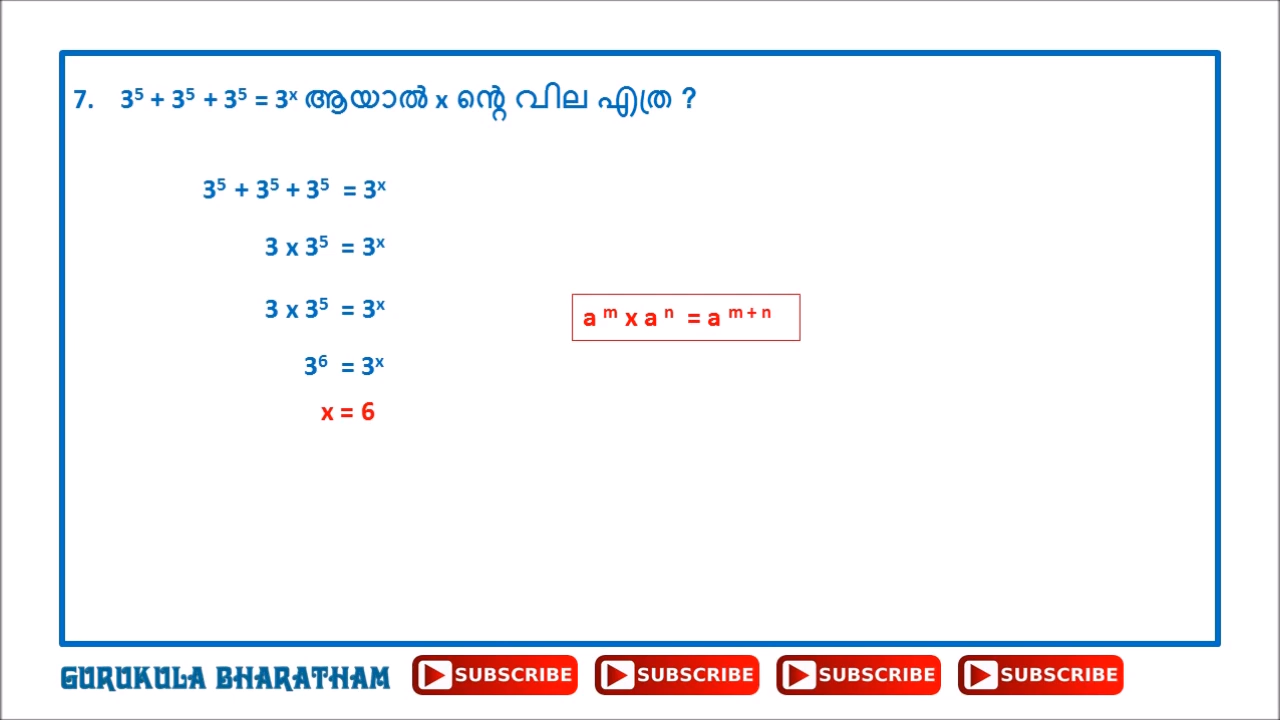 7. 3⁵ + 3⁵ + 3⁵ = 3ˣ ആയാൽ x ന്റെ വില എത്ര ?
3⁵ + 3⁵ + 3⁵ = 3ˣ
3 x 3⁵ = 3ˣ
3 x 3⁵ = 3ˣ
a ᵐ x a ⁿ = a ᵐ ⁺ ⁿ
3⁶ = 3ˣ
x = 6
GURUKULA BHARATHAM SUBSCRIBE SUBSCRIBE SUBSCRIBE SUBSCRIBE